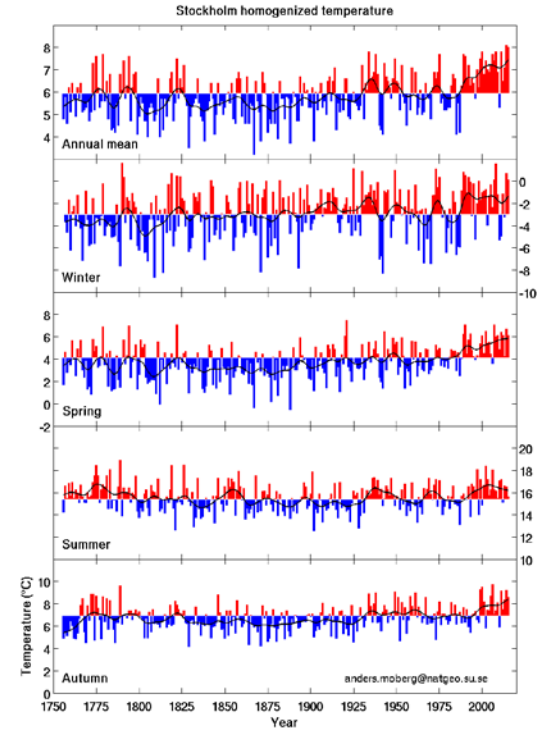 Stockholm homogenized temperature
8
7
6
5
4
Annual mean
0
-2
-4
-6
-8
-10
Winter
8
6
4
2
0
-2
Spring
20
18
16
14
12
10
Summer
10
8
6
4
2
0
Temperature (°C)
Autumn
anders.moberg@natgeo.su.se
1750 1775 1800 1825 1850 1875 1900 1925 1950 1975 2000
Year